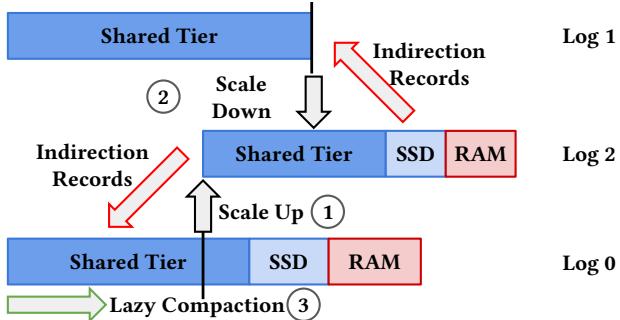 Shared Tier
Log 1
Indirection
Records
2
Scale
Down
Indirection
Records
Shared Tier
SSD
RAM
Log 2
Scale Up
1
Shared Tier
SSD
RAM
Log 0
Lazy Compaction
3